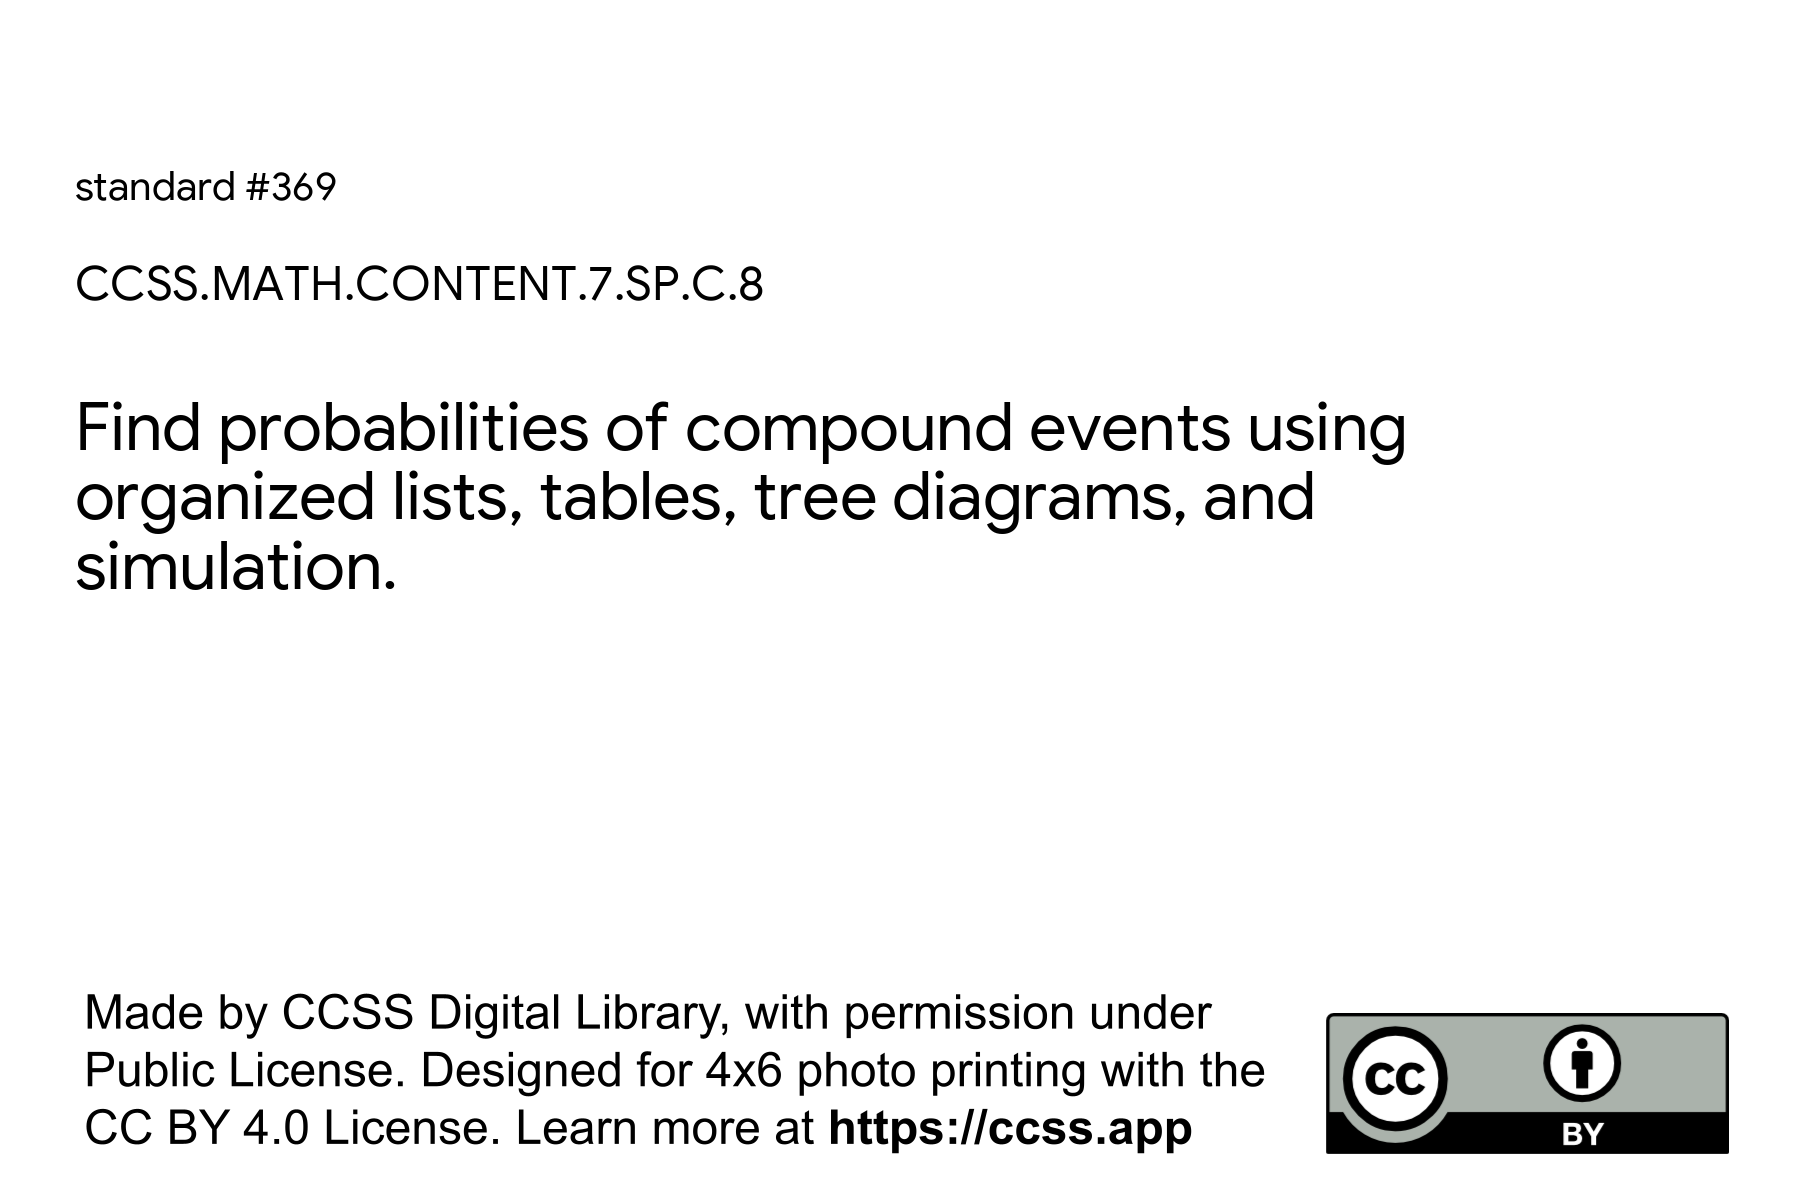 standard #369
CCSS.MATH.CONTENT.7.SP.C.8
Find probabilities of compound events using
organized lists, tables, tree diagrams, and
simulation.
Made by CCSS Digital Library, with permission under
Public License. Designed for 4x6 photo printing with the
CC BY 4.0 License. Learn more at https://ccss.app
CC
BY